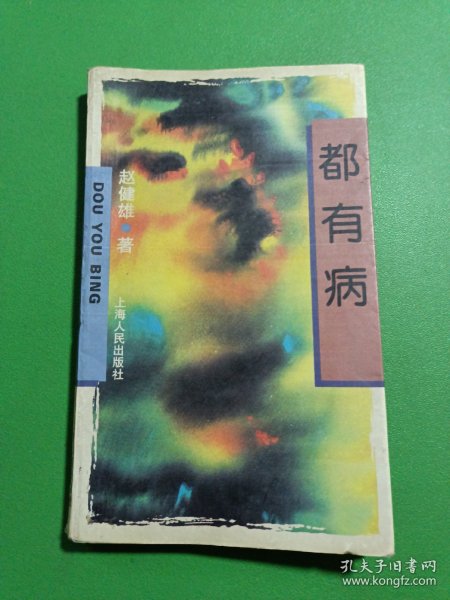 都有病
赵健雄·著
DOU YOU BING
上海人民出版社
孔夫子旧书网
www.kongfz.com